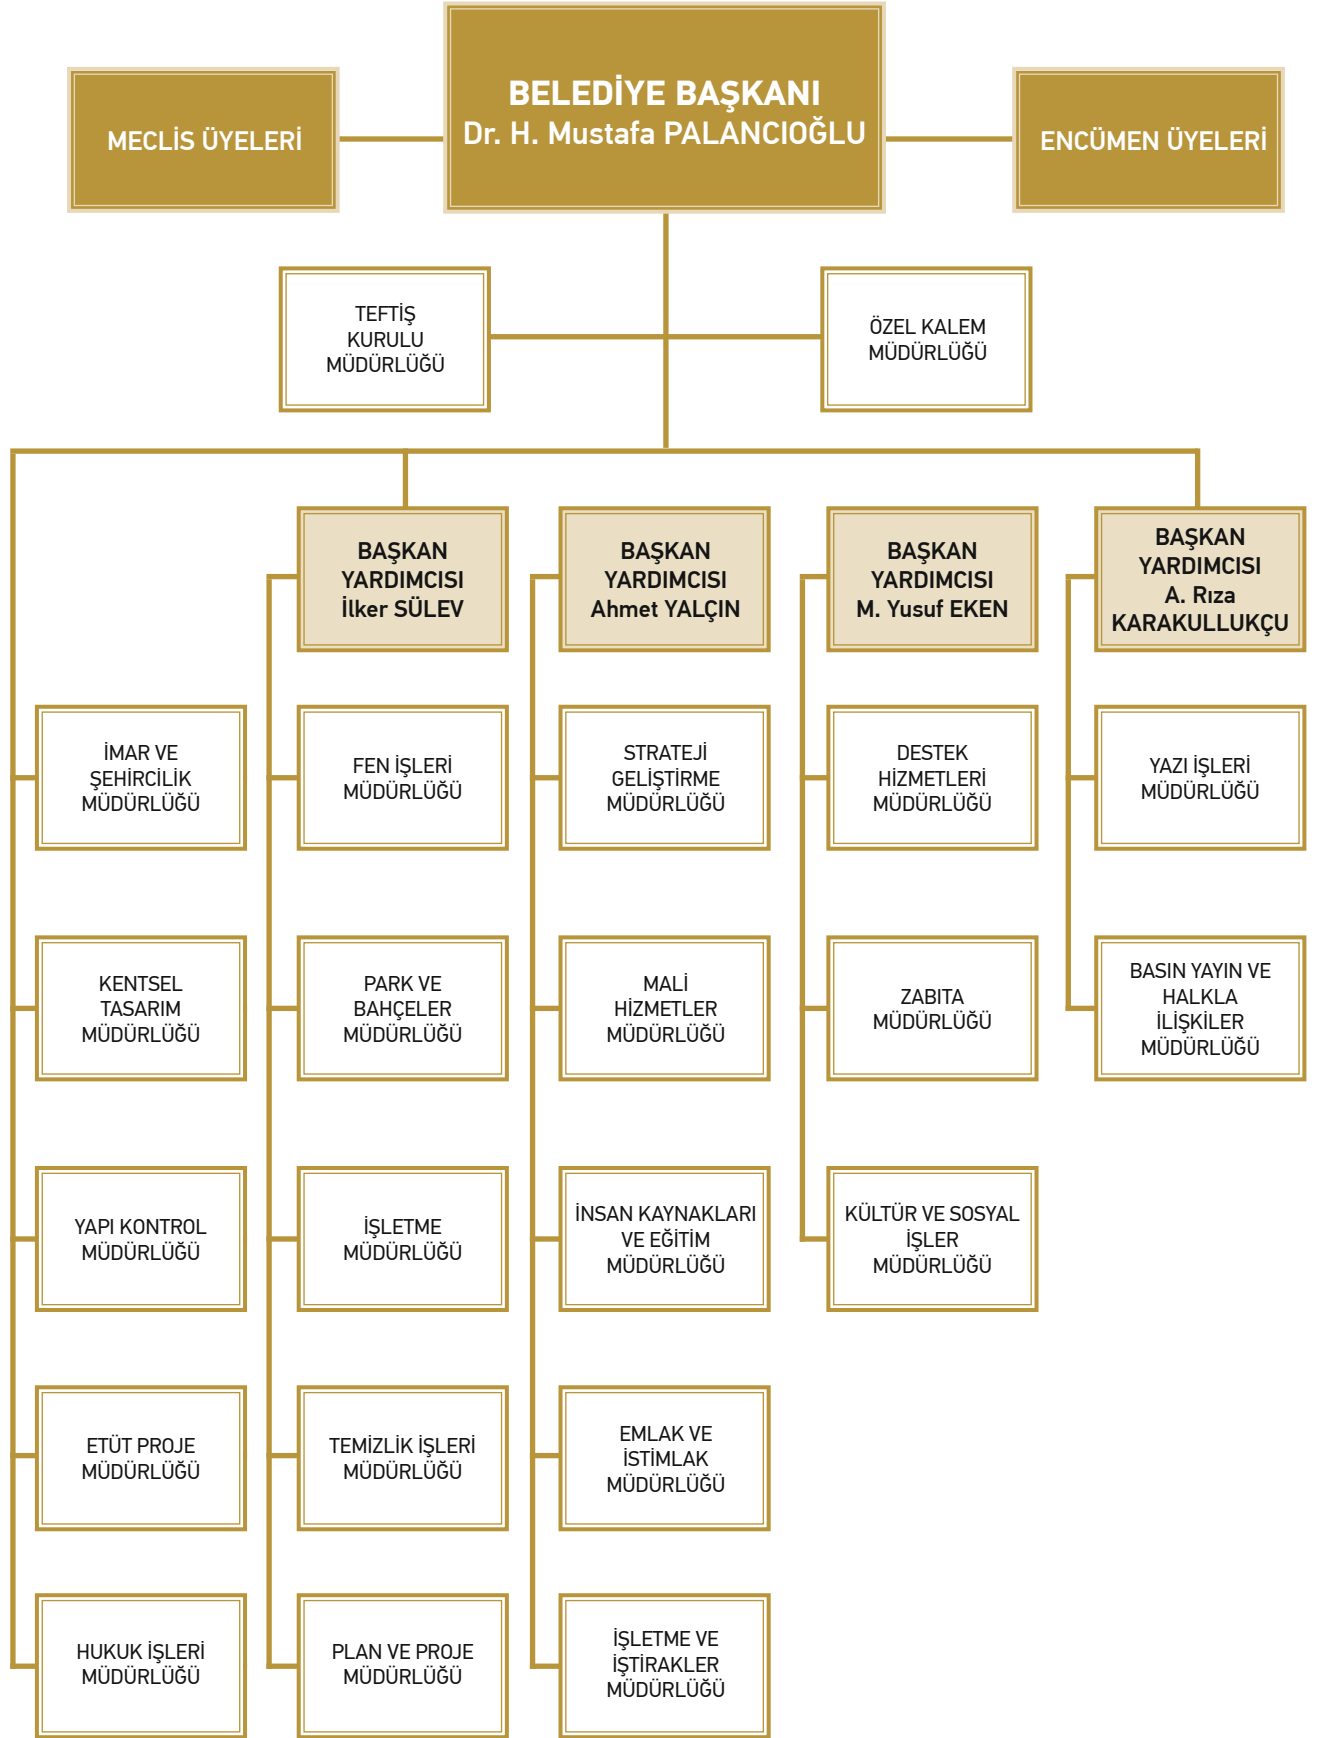 BELEDİYE BAŞKANI
Dr. H. Mustafa PALANCIOĞLU
MECLİS ÜYELERİ
ENCÜMEN ÜYELERİ
TEFTİŞ
KURULU
MÜDÜRLÜĞÜ
ÖZEL KALEM
MÜDÜRLÜĞÜ
BAŞKAN
YARDIMCISI
İlker SÜLEV
BAŞKAN
YARDIMCISI
Ahmet YALÇIN
BAŞKAN
YARDIMCISI
M. Yusuf EKEN
BAŞKAN
YARDIMCISI
A. Rıza
KARAKULLUKÇU
İMAR VE
ŞEHİRCİLİK
MÜDÜRLÜĞÜ
FEN İŞLERİ
MÜDÜRLÜĞÜ
STRATEJİ
GELİŞTİRME
MÜDÜRLÜĞÜ
DESTEK
HİZMETLERİ
MÜDÜRLÜĞÜ
YAZI İŞLERİ
MÜDÜRLÜĞÜ
KENTSEL
TASARIM
MÜDÜRLÜĞÜ
PARK VE
BAHÇELER
MÜDÜRLÜĞÜ
MALİ
HİZMETLER
MÜDÜRLÜĞÜ
ZABITA
MÜDÜRLÜĞÜ
BASIN YAYIN VE
HALKLA
İLİŞKİLER
MÜDÜRLÜĞÜ
YAPI KONTROL
MÜDÜRLÜĞÜ
İŞLETME
MÜDÜRLÜĞÜ
İNSAN KAYNAKLARI
VE EĞİTİM
MÜDÜRLÜĞÜ
KÜLTÜR VE SOSYAL
İŞLER
MÜDÜRLÜĞÜ
ETÜT PROJE
MÜDÜRLÜĞÜ
TEMİZLİK İŞLERİ
MÜDÜRLÜĞÜ
EMLAK VE
İSTİMLAK
MÜDÜRLÜĞÜ
HUKUK İŞLERİ
MÜDÜRLÜĞÜ
PLAN VE PROJE
MÜDÜRLÜĞÜ
İŞLETME VE
İŞTİRAKLER
MÜDÜRLÜĞÜ